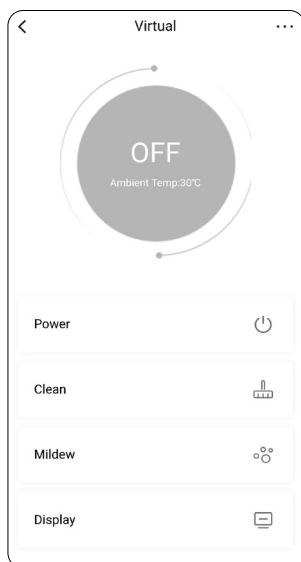 Virtual
OFF
Ambient Temp:30℃
Power
Clean
Mildew
Display